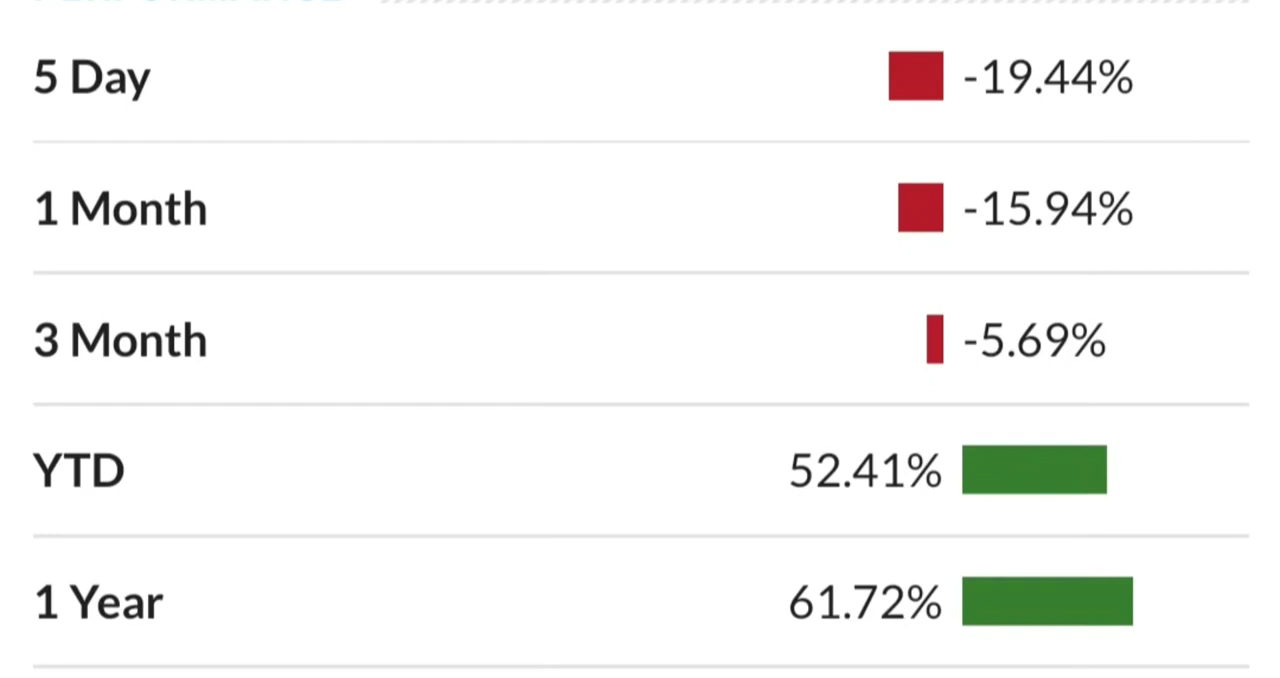 5 Day -19.44%
1 Month -15.94%
3 Month -5.69%
YTD 52.41%
1 Year 61.72%